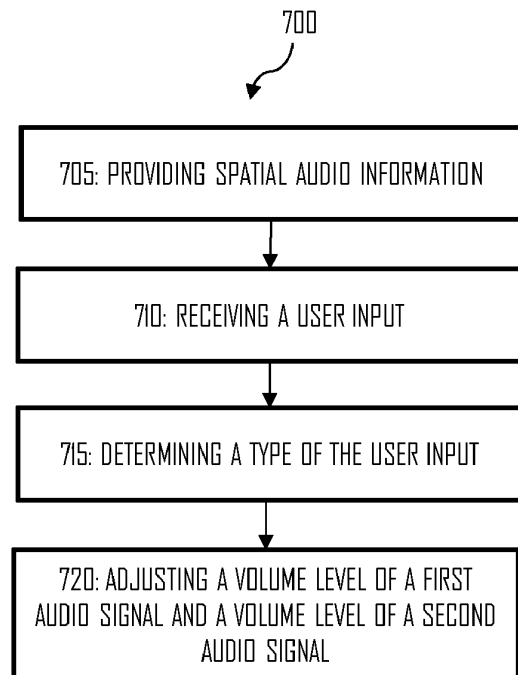 700
705: PROVIDING SPATIAL AUDIO INFORMATION
710: RECEIVING A USER INPUT
715: DETERMINING A TYPE OF THE USER INPUT
720: ADJUSTING A VOLUME LEVEL OF A FIRST
AUDIO SIGNAL AND A VOLUME LEVEL OF A SECOND
AUDIO SIGNAL